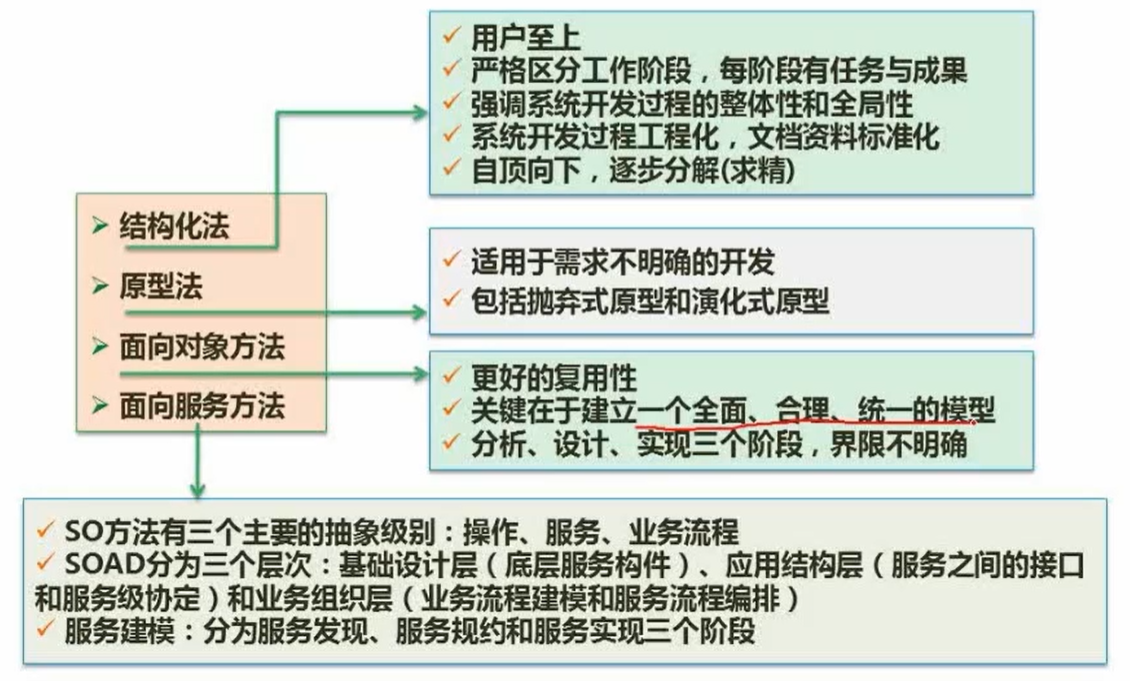 用户至上
严格区分工作阶段，每阶段有任务与成果
强调系统开发过程的整体性和全局性
系统开发过程工程化，文档资料标准化
自顶向下，逐步分解(求精)
结构化法
原型法
面向对象方法
面向服务方法
适用于需求不明确的开发
包括抛弃式原型和演化式原型
更好的复用性
关键在于建立一个全面、合理、统一的模型
分析、设计、实现三个阶段，界限不明确
SO方法有三个主要的抽象级别：操作、服务、业务流程
SOAD分为三个层次：基础设计层（底层服务构件）、应用结构层（服务之间的接口
和服务级协定）和业务组织层（业务流程建模和服务流程编排）
服务建模：分为服务发现、服务规约和服务实现三个阶段